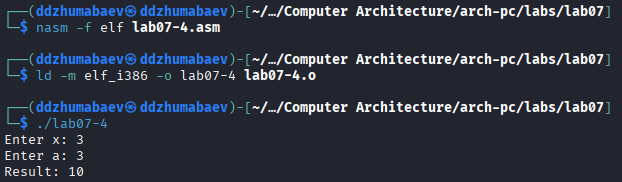 ┌──(ddzhumabaev㉿ddzhumabaev)-[~/…/Computer Architecture/arch-pc/labs/lab07]
└─$ nasm -f elf lab07-4.asm
┌──(ddzhumabaev㉿ddzhumabaev)-[~/…/Computer Architecture/arch-pc/labs/lab07]
└─$ ld -m elf_i386 -o lab07-4 lab07-4.o
┌──(ddzhumabaev㉿ddzhumabaev)-[~/…/Computer Architecture/arch-pc/labs/lab07]
└─$ ./lab07-4
Enter x: 3
Enter a: 3
Result: 10